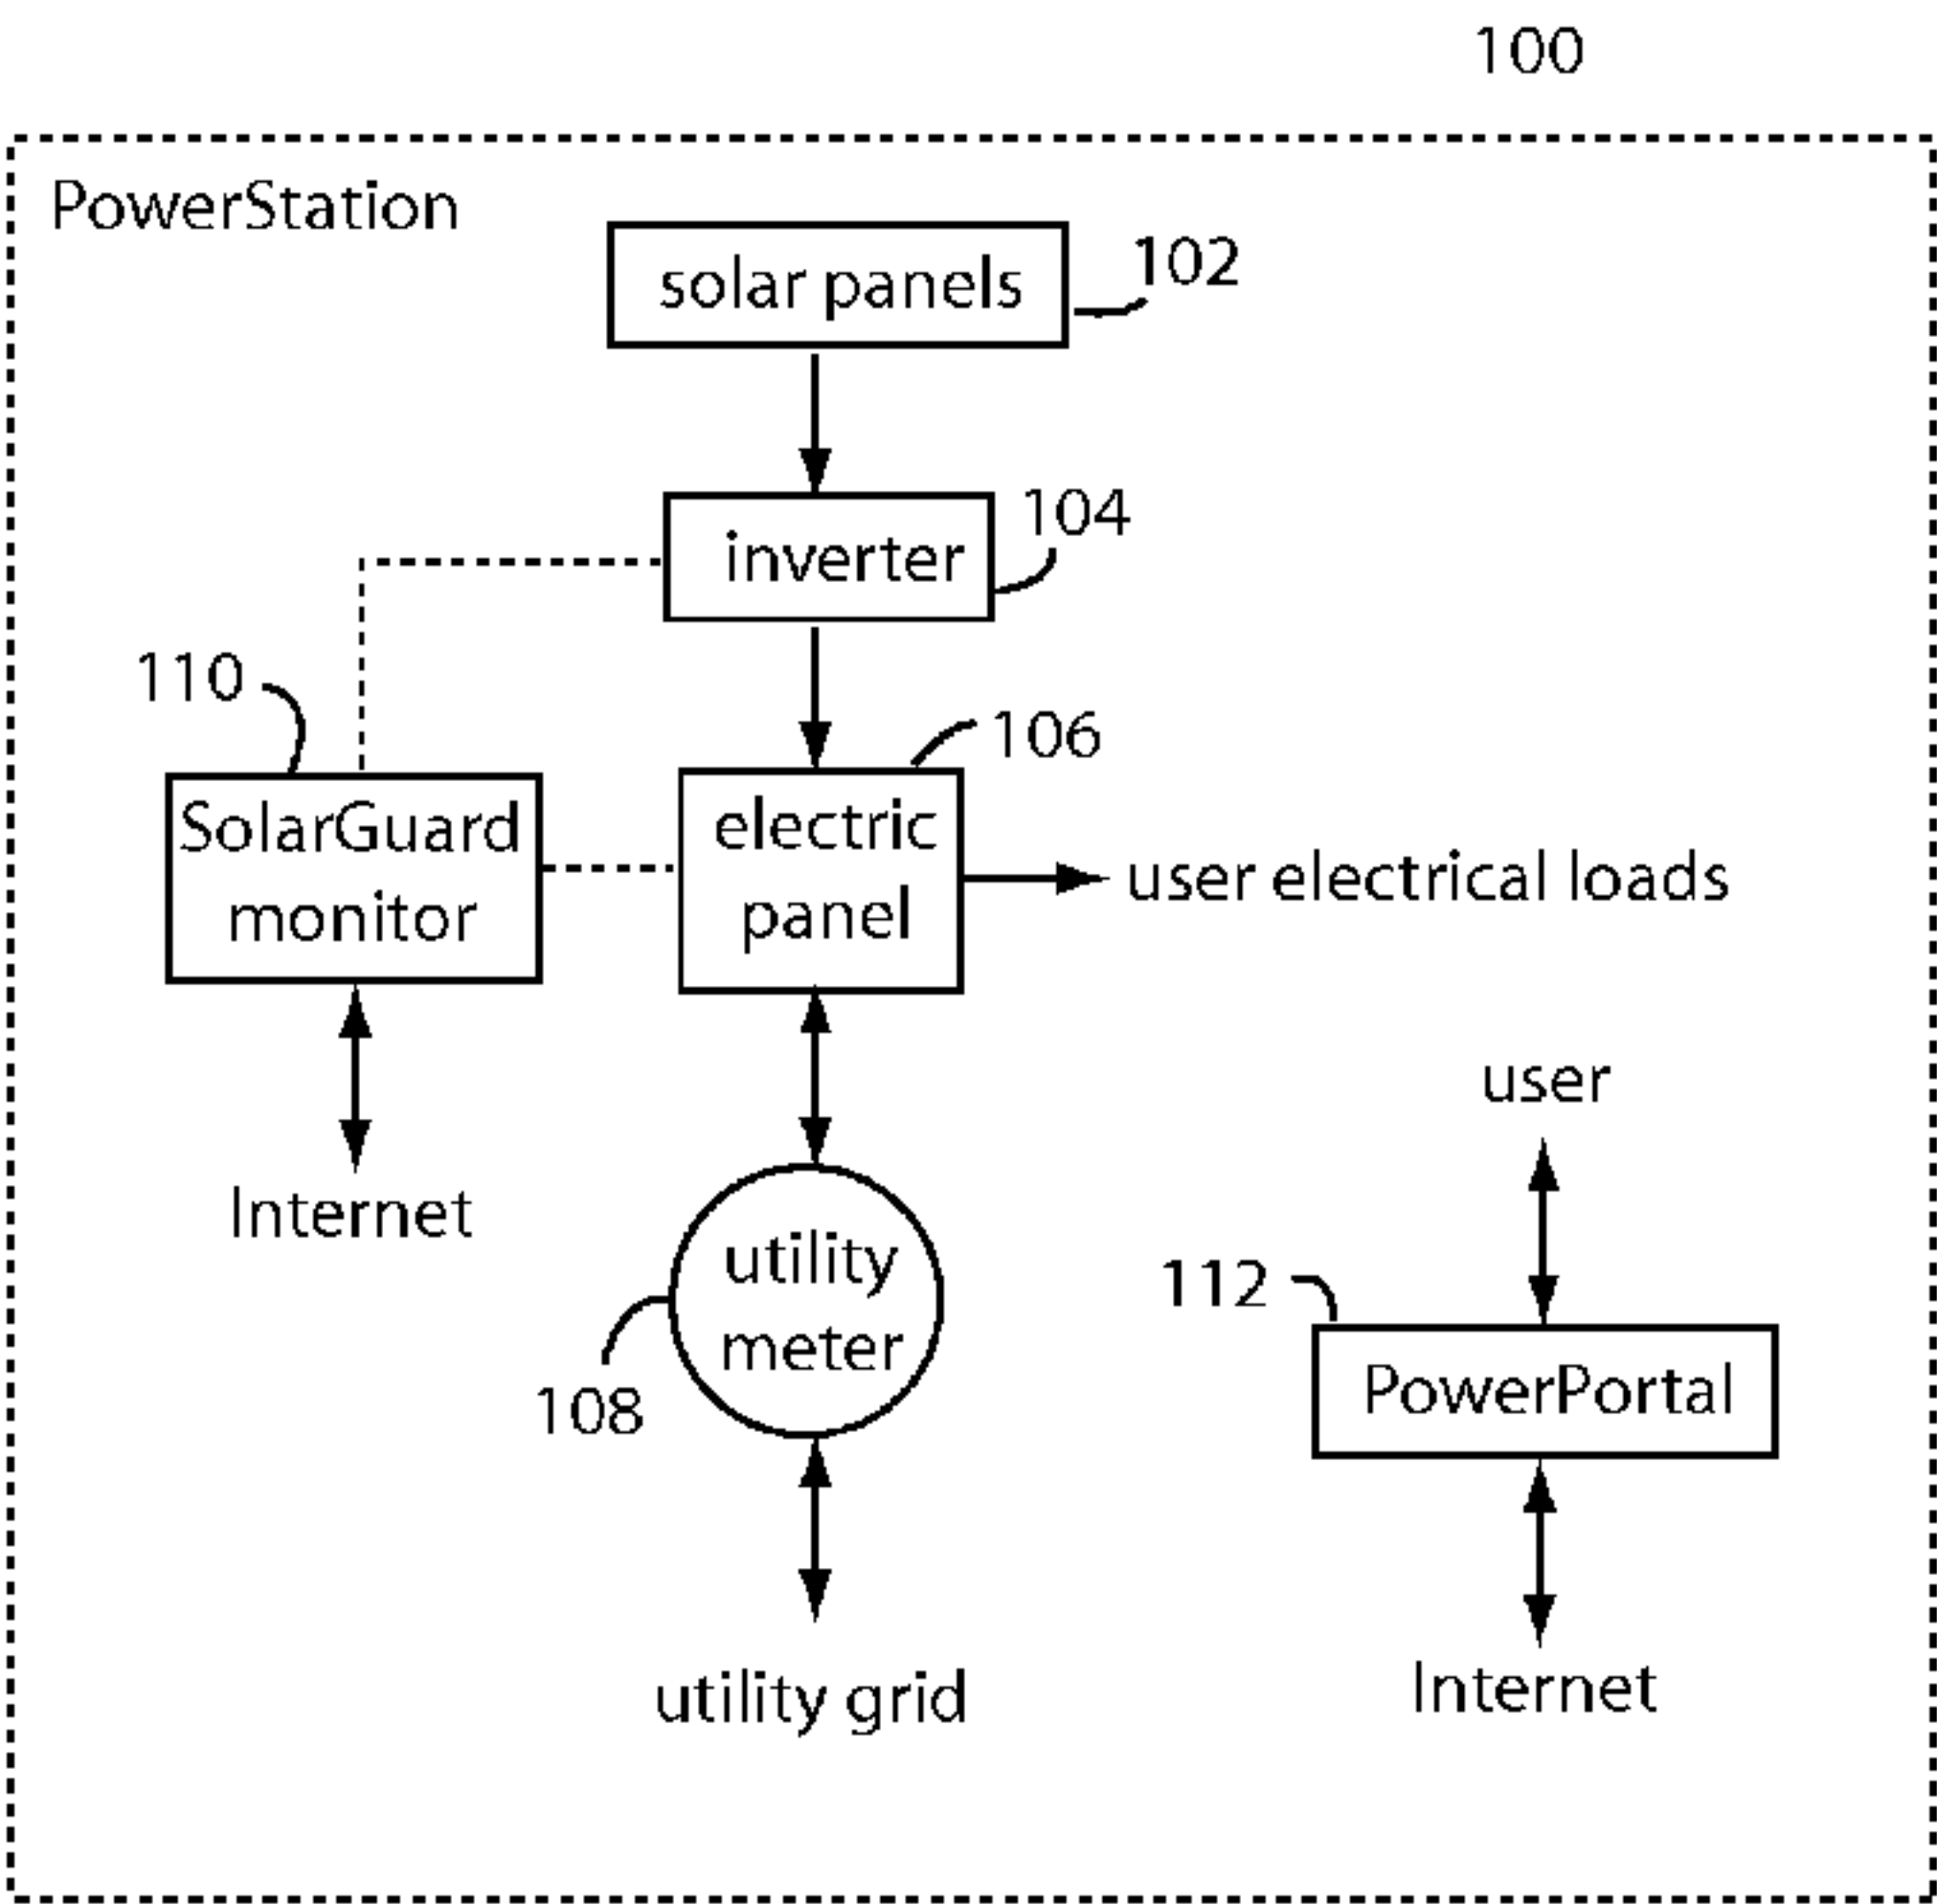 100
PowerStation
solar panels
102
inverter
104
110
106
SolarGuard
monitor
electric
panel
user electrical loads
user
Internet
utility
meter
112
PowerPortal
108
utility grid
Internet